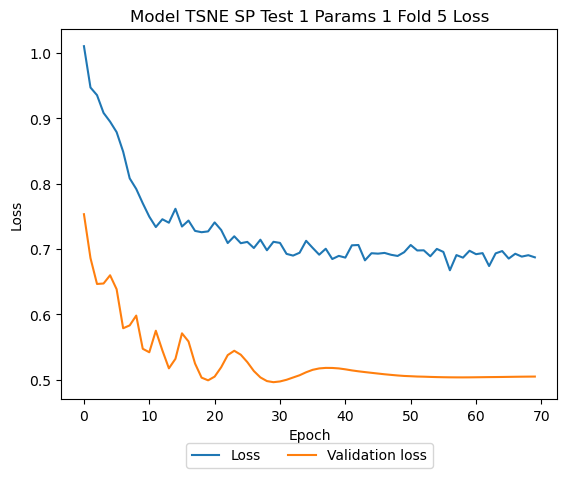 Model TSNE SP Test 1 Params 1 Fold 5 Loss
1.0
0.9
0.8
0.7
0.6
0.5
Loss
0 10 20 30 40 50 60 70
Epoch
Loss Validation loss